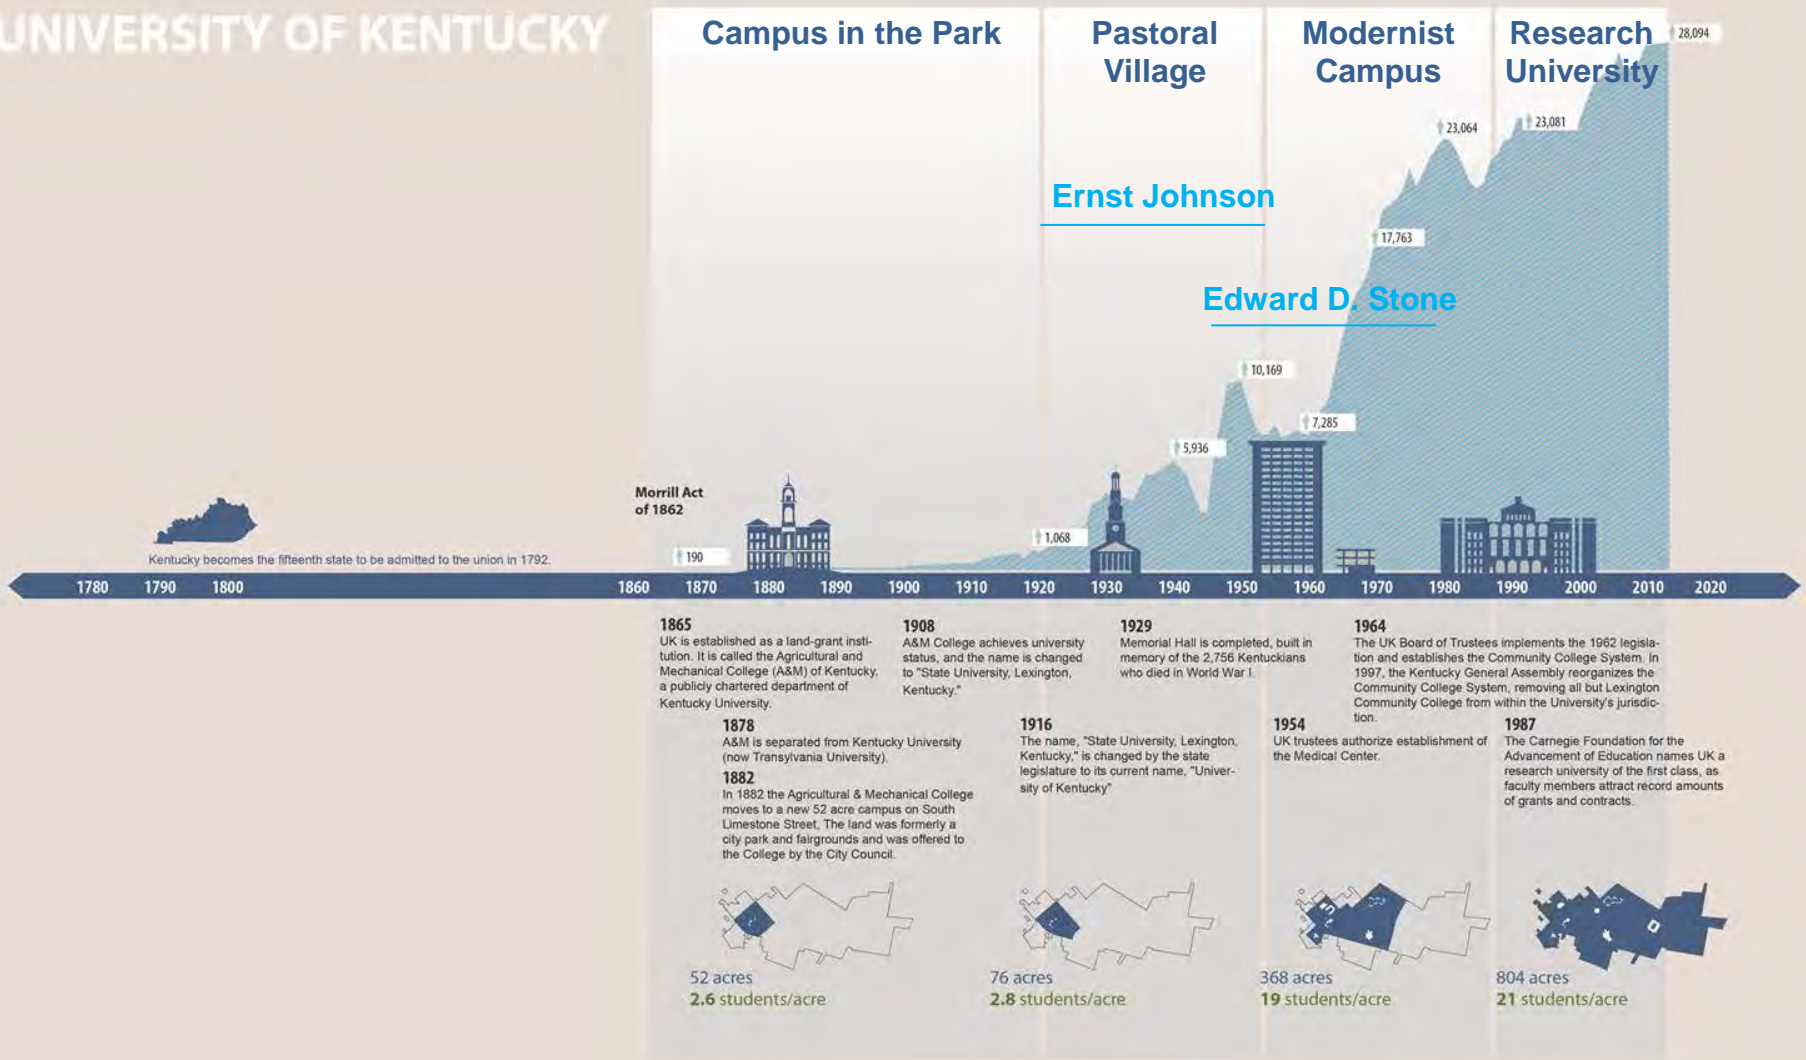 UNIVERSITY OF KENTUCKY
Campus in the Park
Pastoral
Village
Modernist
Campus
Research
University
28,094
23,064
23,081
Ernst Johnson
17,763
Edward D. Stone
10,169
7,285
5,936
Morrill Act
of 1862
1,068
190
Kentucky becomes the fifteenth state to be admitted to the union in 1792.
1780 1790 1800 1860 1870 1880 1890 1900 1910 1920 1930 1940 1950 1960 1970 1980 1990 2000 2010 2020
1865
UK is established as a land-grant insti-
tution. It is called the Agricultural and
Mechanical College (A&M) of Kentucky,
a publicly chartered department of
Kentucky University.
1908
A&M College achieves university
status, and the name is changed
to "State University, Lexington,
Kentucky."
1929
Memorial Hall is completed, built in
memory of the 2,756 Kentuckians
who died in World War I.
1964
The UK Board of Trustees implements the 1962 legisla-
tion and establishes the Community College System. In
1997, the Kentucky General Assembly reorganizes the
Community College System, removing all but Lexington
Community College from within the University's jurisdic-
tion.
1878
A&M is separated from Kentucky University
(now Transylvania University).
1882
In 1882 the Agricultural & Mechanical College
moves to a new 52 acre campus on South
Limestone Street, The land was formerly a
city park and fairgrounds and was offered to
the College by the City Council.
1916
The name, "State University, Lexington,
Kentucky," is changed by the state
legislature to its current name, "Univer-
sity of Kentucky"
1954
UK trustees authorize establishment of
the Medical Center.
1987
The Carnegie Foundation for the
Advancement of Education names UK a
research university of the first class, as
faculty members attract record amounts
of grants and contracts.
52 acres
2.6 students/acre
76 acres
2.8 students/acre
368 acres
19 students/acre
804 acres
21 students/acre